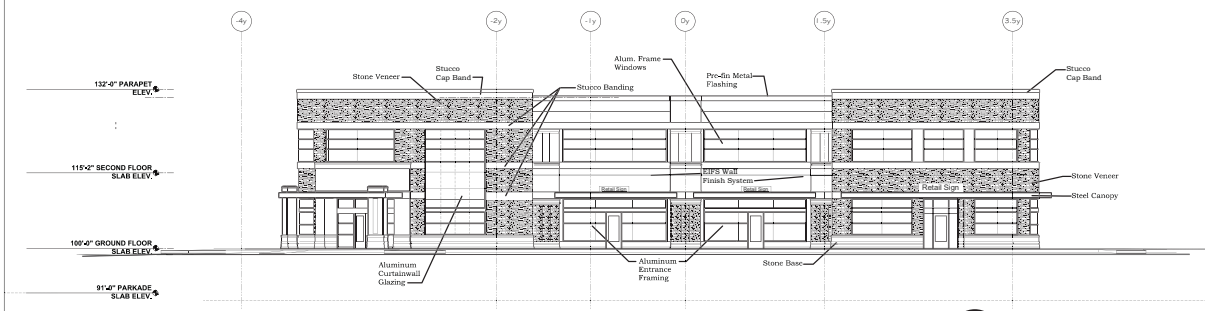 -4y
-2y
-1y
0y
1.5y
3.5y
132'-0" PARAPET
ELEV.
Stone Veneer
Stucco
Cap Band
Stucco Banding
Alum. Frame
Windows
Pre-fin Metal
Flashing
Stucco
Cap Band
115'-2" SECOND FLOOR
SLAB ELEV.
EIFS Wall
Finish System
Stone Veneer
Retail Sign
Retail Sign
Retail Sign
Steel Canopy
100'-0" GROUND FLOOR
SLAB ELEV.
Aluminum
Curtainwall
Glazing
Aluminum
Entrance
Framing
Stone Base
91'-0" PARKADE
SLAB ELEV.